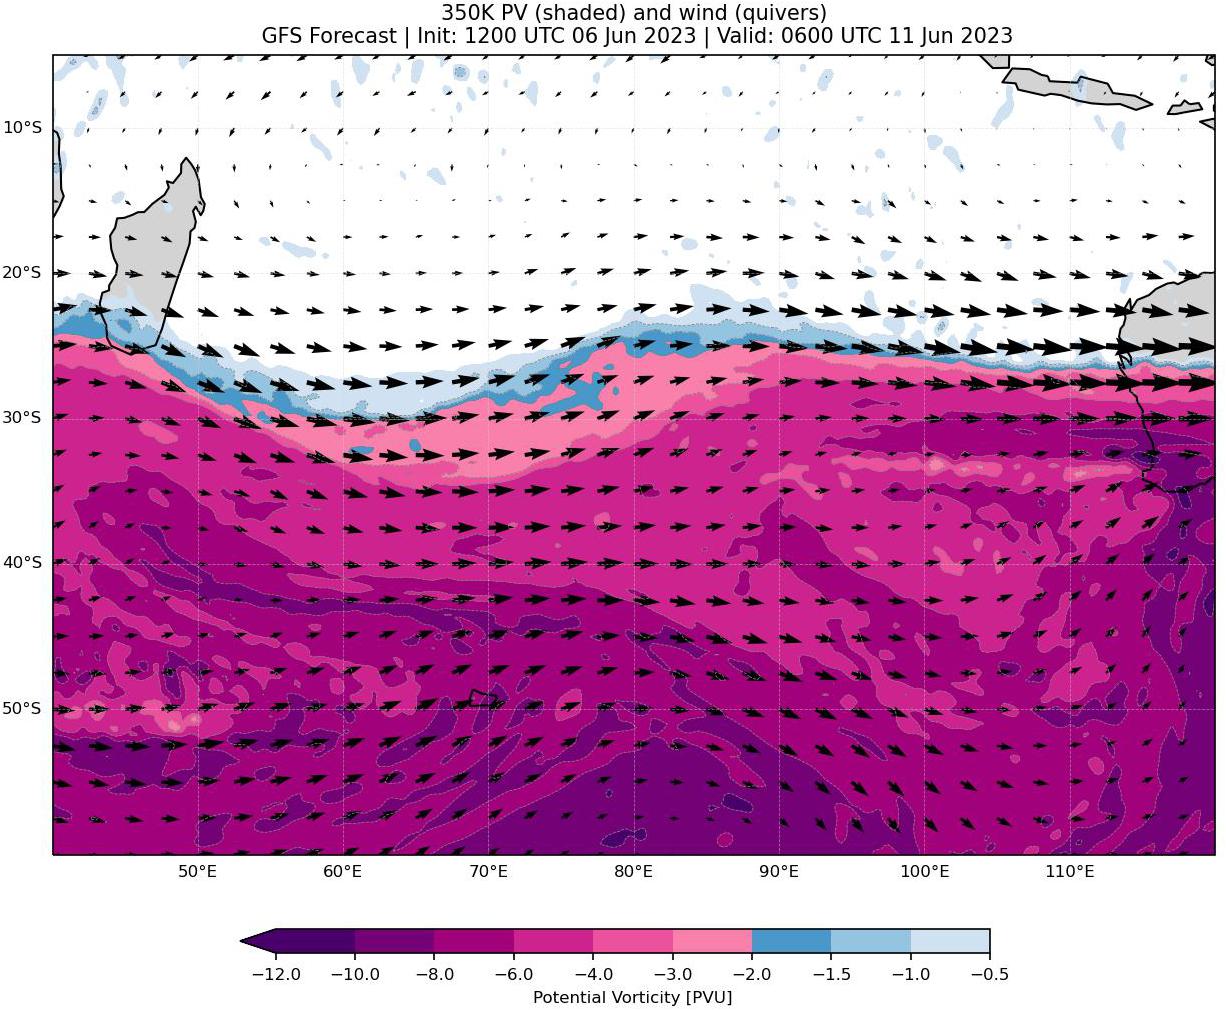 350K PV (shaded) and wind (quivers)
GFS Forecast | Init: 1200 UTC 06 Jun 2023 | Valid: 0600 UTC 11 Jun 2023
10°S
20°S
30°S
40°S
50°S
50°E 60°E 70°E 80°E 90°E 100°E 110°E
−12.0 −10.0 −8.0 −6.0 −4.0 −3.0 −2.0 −1.5 −1.0 −0.5
Potential Vorticity [PVU]